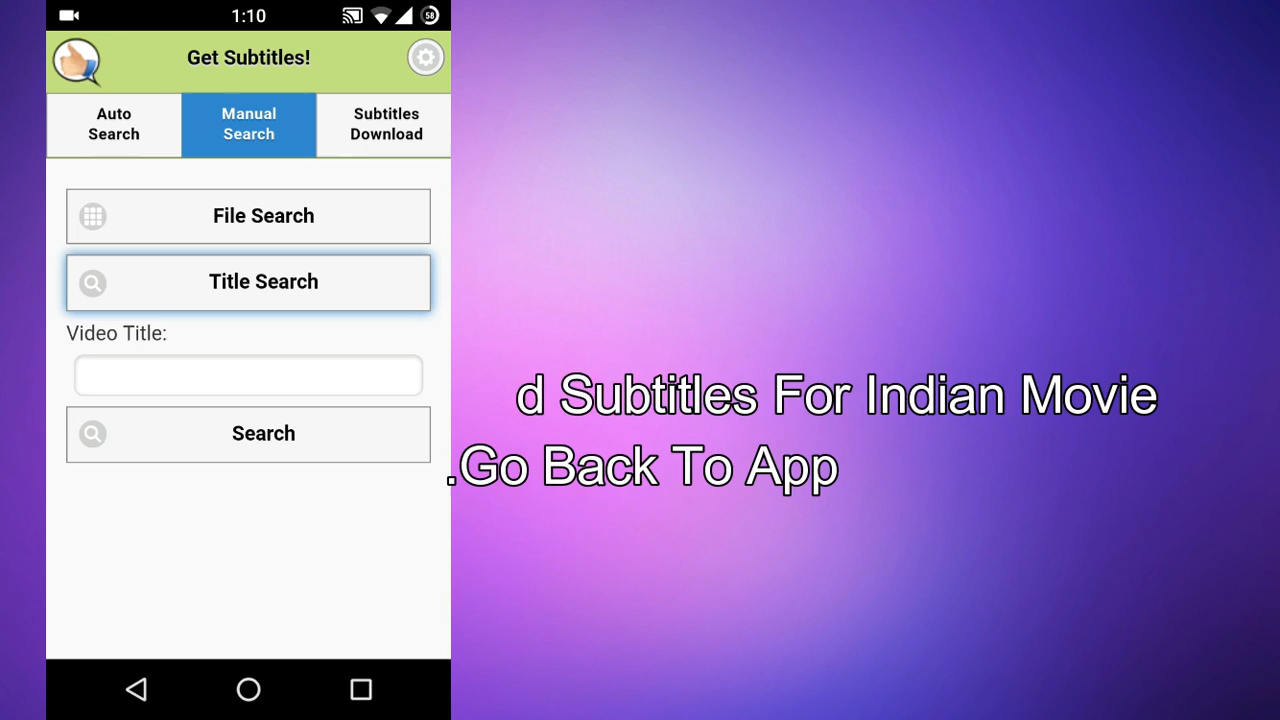 1:10
58
Get Subtitles!
Auto
Search
Manual
Search
Subtitles
Download
File Search
Title Search
Video Title:
Search
d Subtitles For Indian Movie
.Go Back To App